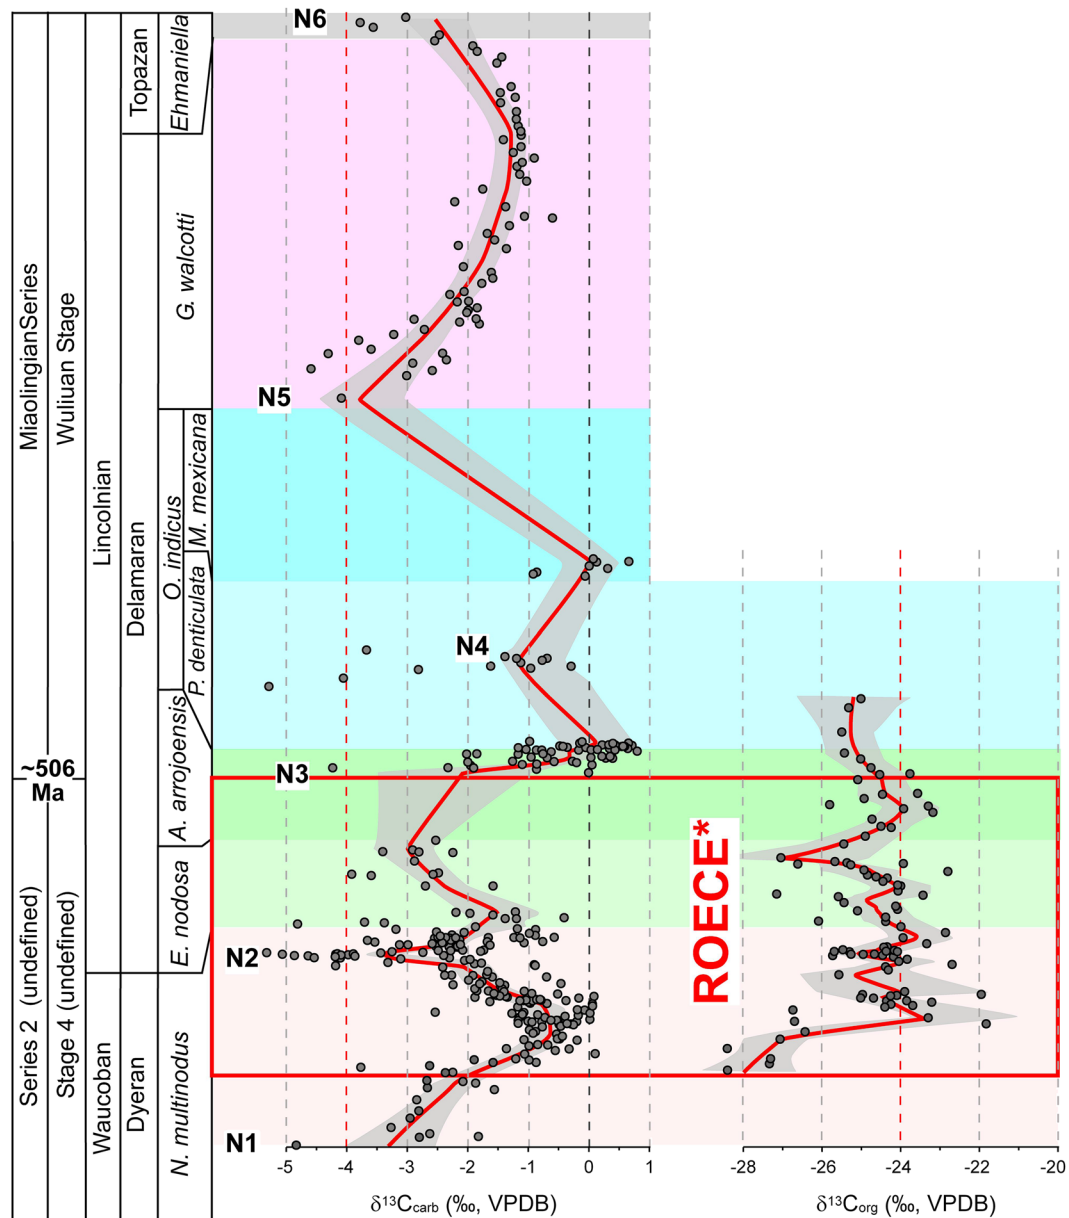 N6
Topazan
Ehmaniella
MiaolingianSeries
Wuliuan Stage
G. walcotti
N5
Lincolnian
Delamaran
O. indicus
M. mexicana
P. denticulata
N4
A. arrojoensis
~506
Ma
N3
ROECE*
E. nodosa
N2
Series 2 (undefined)
Stage 4 (undefined)
Waucoban
Dyeran
N. multinodus
N1
-5 -4 -3 -2 -1 0 1
-28 -26 -24 -22 -20
δ¹³Ccarb (‰, VPDB)
δ¹³Corg (‰, VPDB)